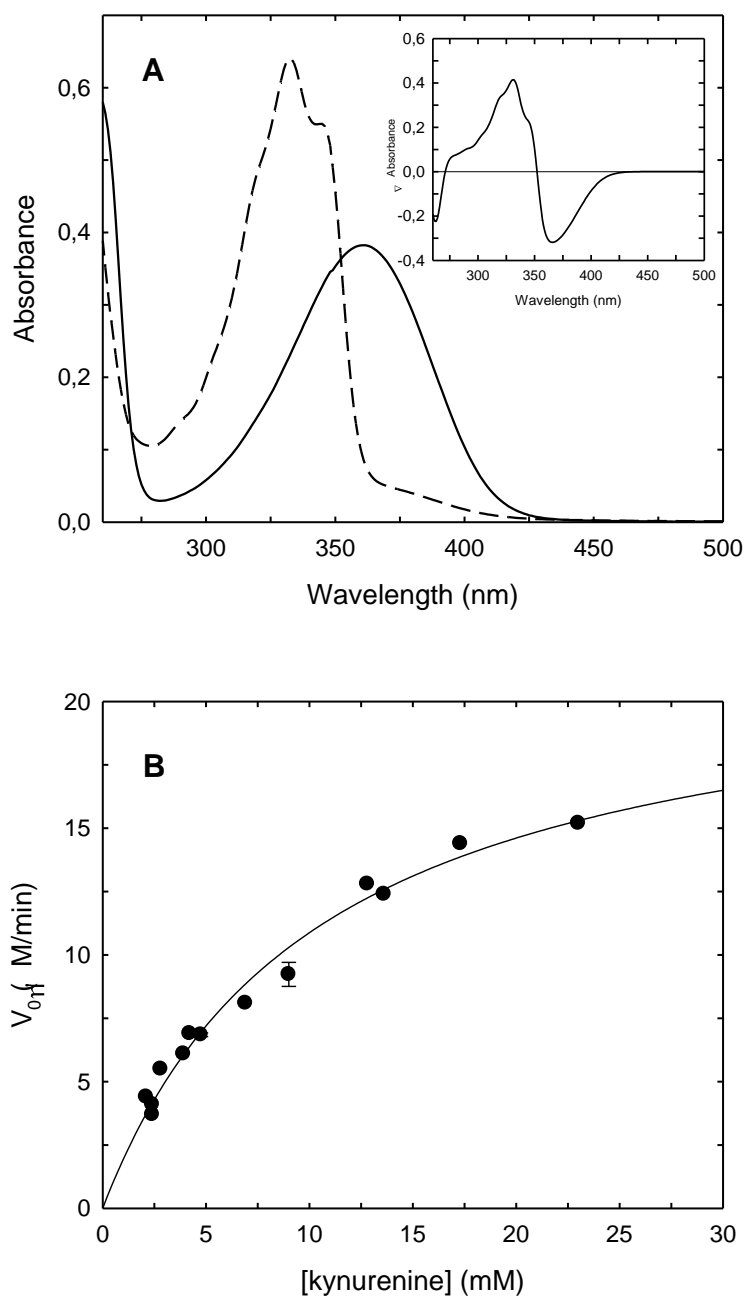 A
0,6
0,4
0,2
0,0
Absorbance
300 350 400 450 500
Wavelength (nm)
0,6
0,4
0,2
0,0
-0,2
-0,4
∇ Absorbance
300 350 400 450 500
Wavelength (nm)
B
20
15
10
5
0
M/min)
0 5 10 15 20 25 30
[kynurenine] (mM)